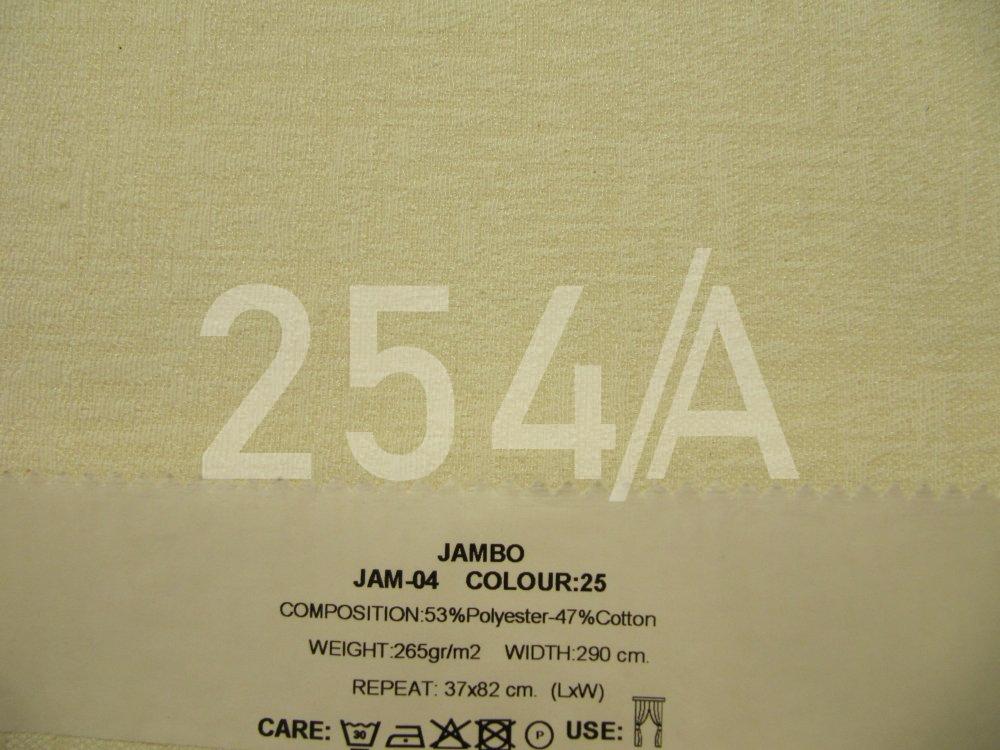 254/A
JAMBO
JAM-04 COLOUR:25
COMPOSITION:53%Polyester-47%Cotton
WEIGHT:265gr/m2 WIDTH:290 cm.
REPEAT: 37x82 cm. (LxW)
CARE: 30 P USE: